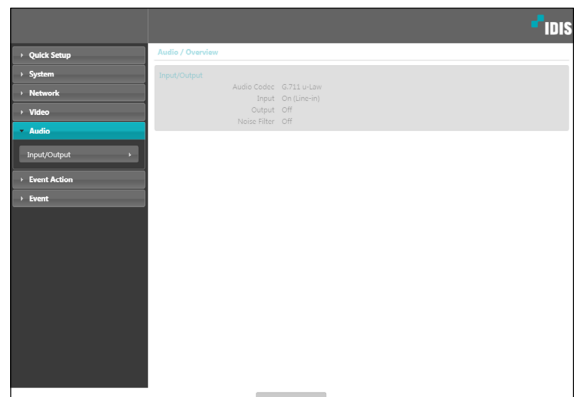 IDIS
Quick Setup
System
Network
Video
Audio
Input/Output
Event Action
Event
Audio / Overview
Input/Output
Audio Codec G.711 u-Law
Input On (Line-in)
Output Off
Noise Filter Off